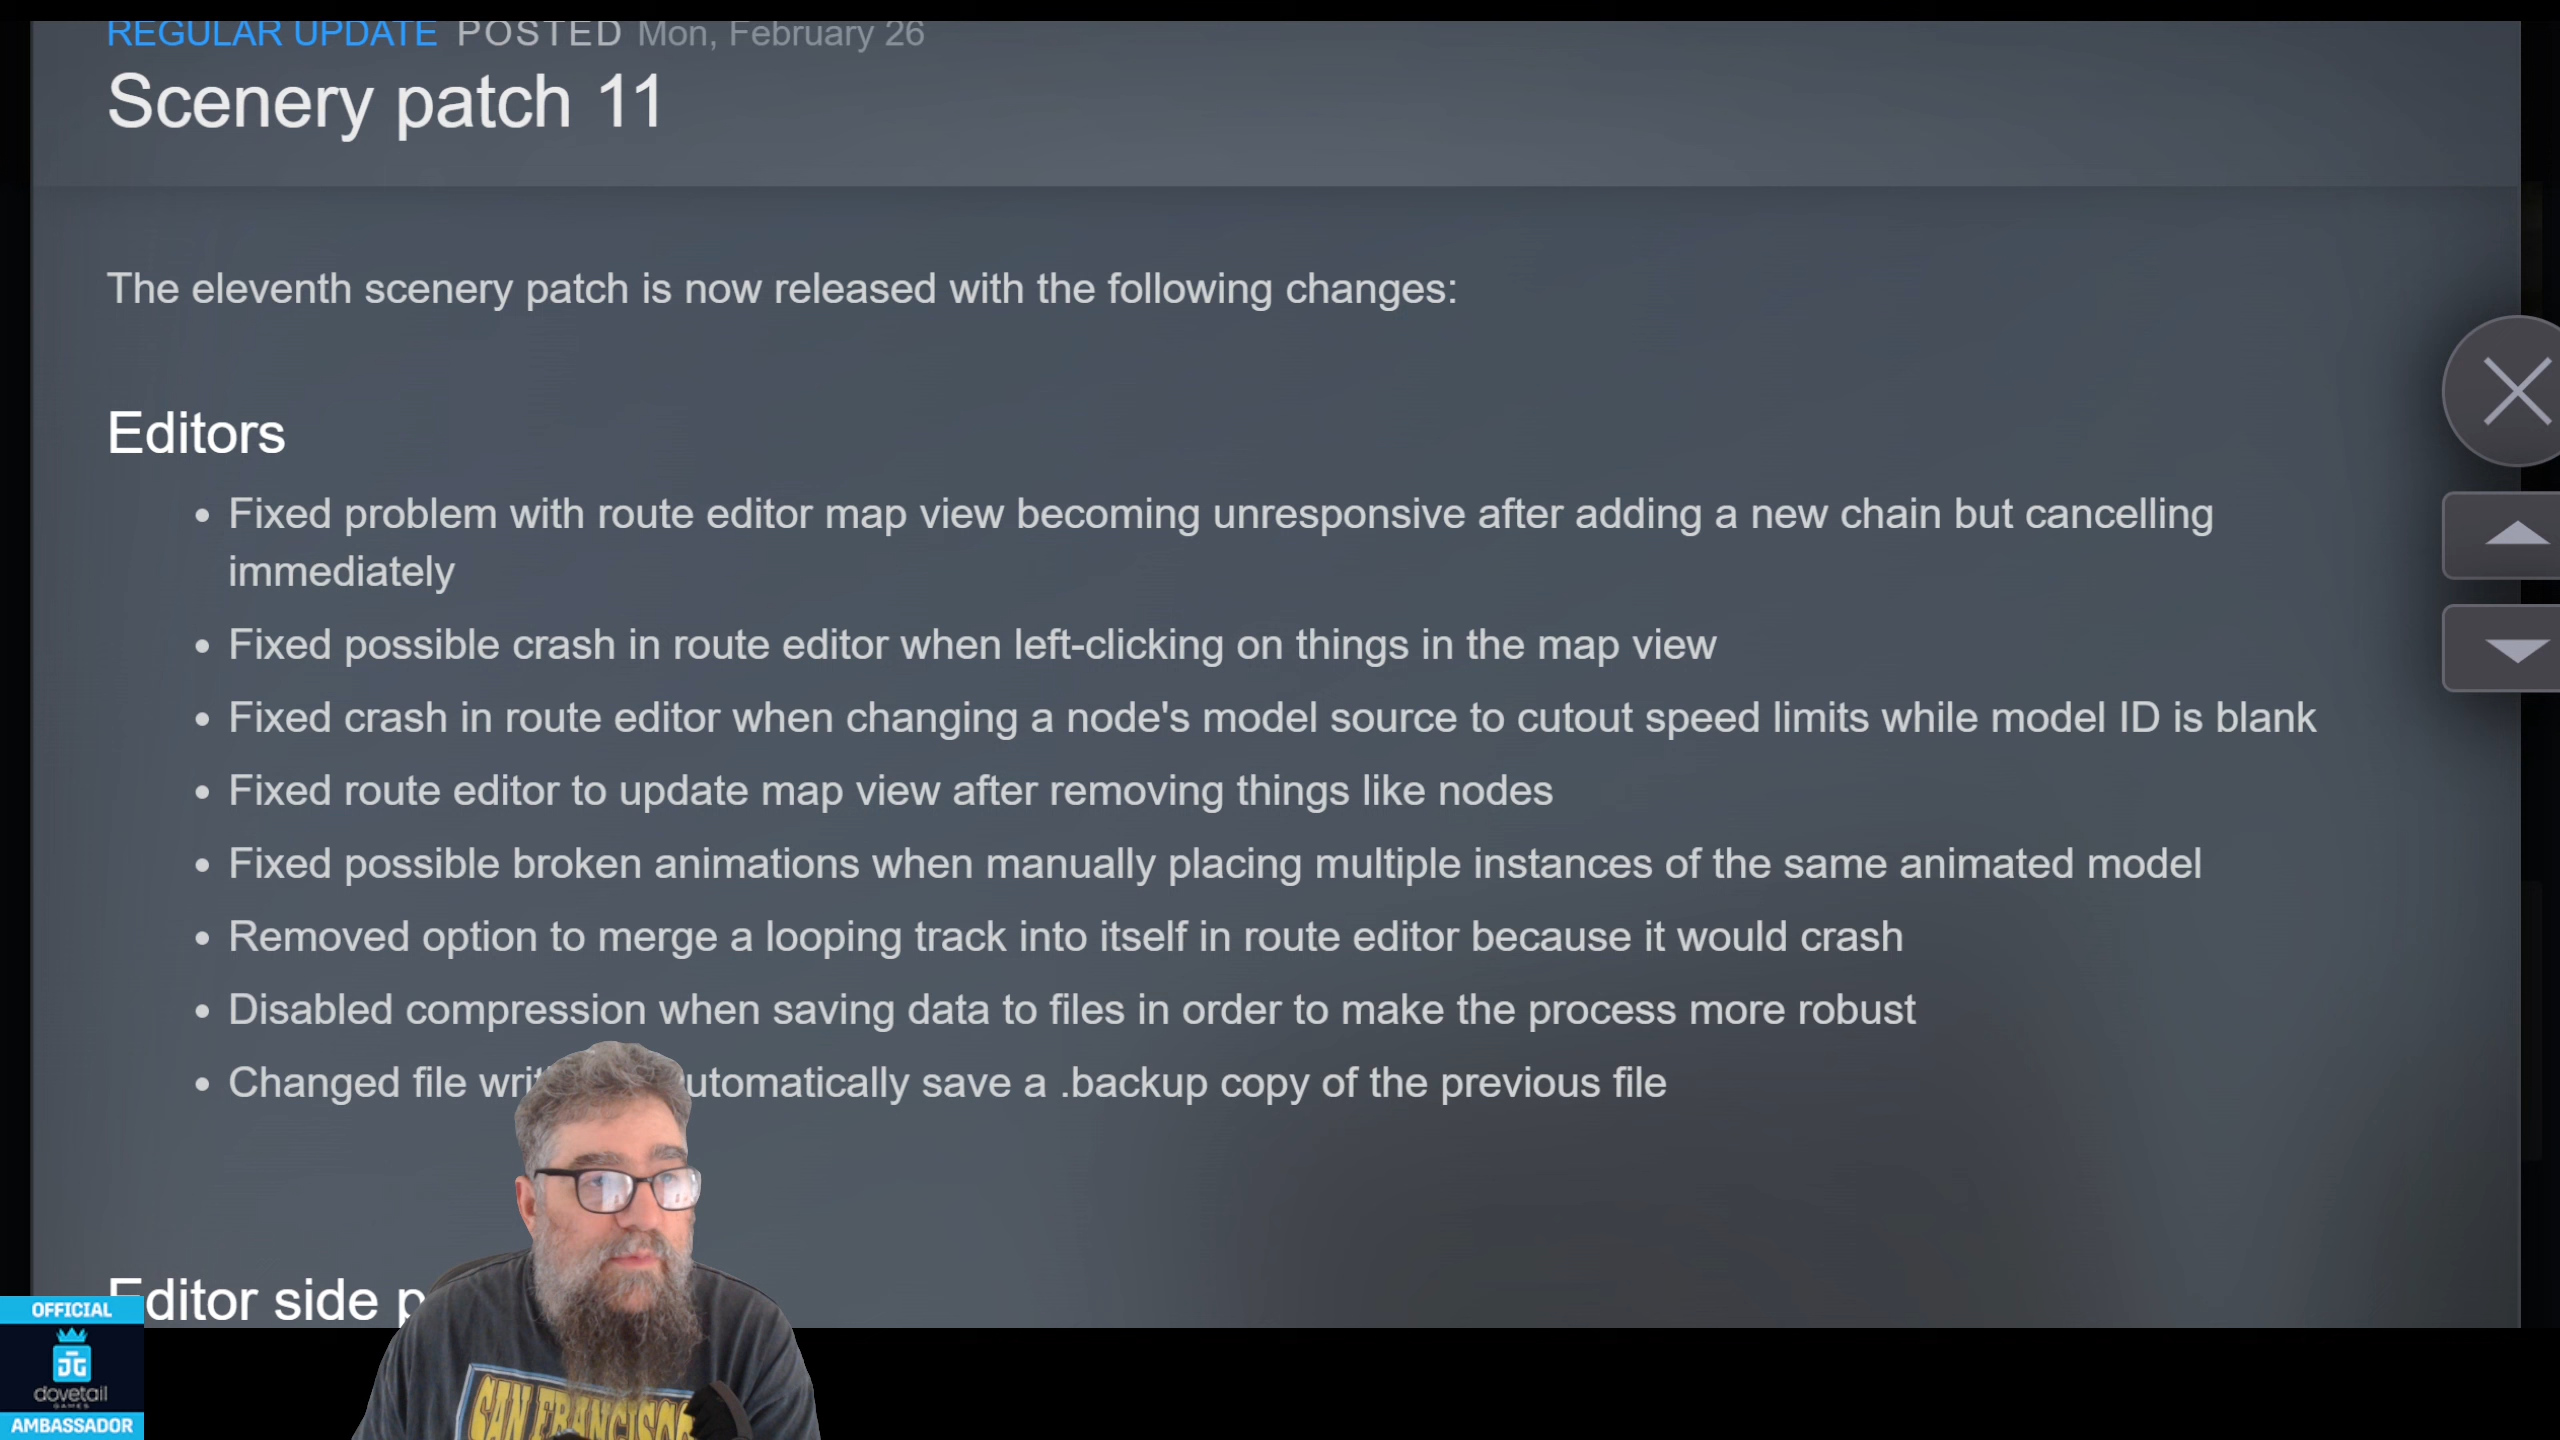 REGULAR UPDATE POSTED Mon, February 26
Scenery patch 11
The eleventh scenery patch is now released with the following changes:
Editors
• Fixed problem with route editor map view becoming unresponsive after adding a new chain but cancelling
immediately
• Fixed possible crash in route editor when left-clicking on things in the map view
• Fixed crash in route editor when changing a node's model source to cutout speed limits while model ID is blank
• Fixed route editor to update map view after removing things like nodes
• Fixed possible broken animations when manually placing multiple instances of the same animated model
• Removed option to merge a looping track into itself in route editor because it would crash
• Disabled compression when saving data to files in order to make the process more robust
• Changed file save a .backup copy of the previous file
Editor side
OFFICIAL
dovetail
GAMES
AMBASSADOR
SAN FRANCISCO